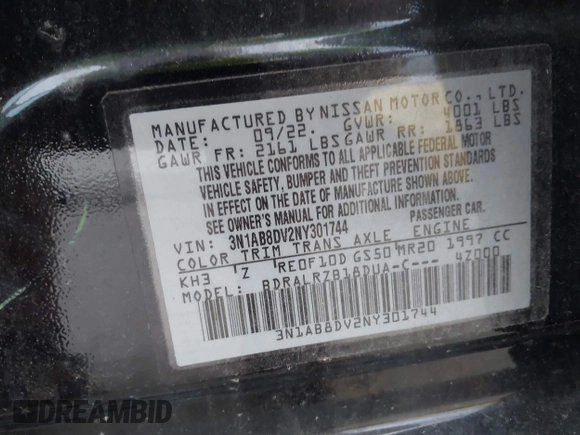 MANUFACTURED BY NISSAN MOTOR CO., LTD.
DATE: 09/22. GVWR: 4001 LBS
GAWR FR: 2161 LBS GAWR RR: 1863 LBS
THIS VEHICLE CONFORMS TO ALL APPLICABLE FEDERAL MOTOR
VEHICLE SAFETY, BUMPER AND THEFT PREVENTION STANDARDS
IN EFFECT ON THE DATE OF MANUFACTURE SHOWN ABOVE.
SEE OWNER'S MANUAL FOR ADDITIONAL INFORMATION.
VIN: 3N1AB8DV2NY301744 PASSENGER CAR.
COLOR TRIM TRANS AXLE ENGINE
KH3 Z RE0F10D GS50 MR20 1997 CC
MODEL: BDRALRZB18DUA-C--- 4Z000
3N1AB8DV2NY301744
DREAMBID